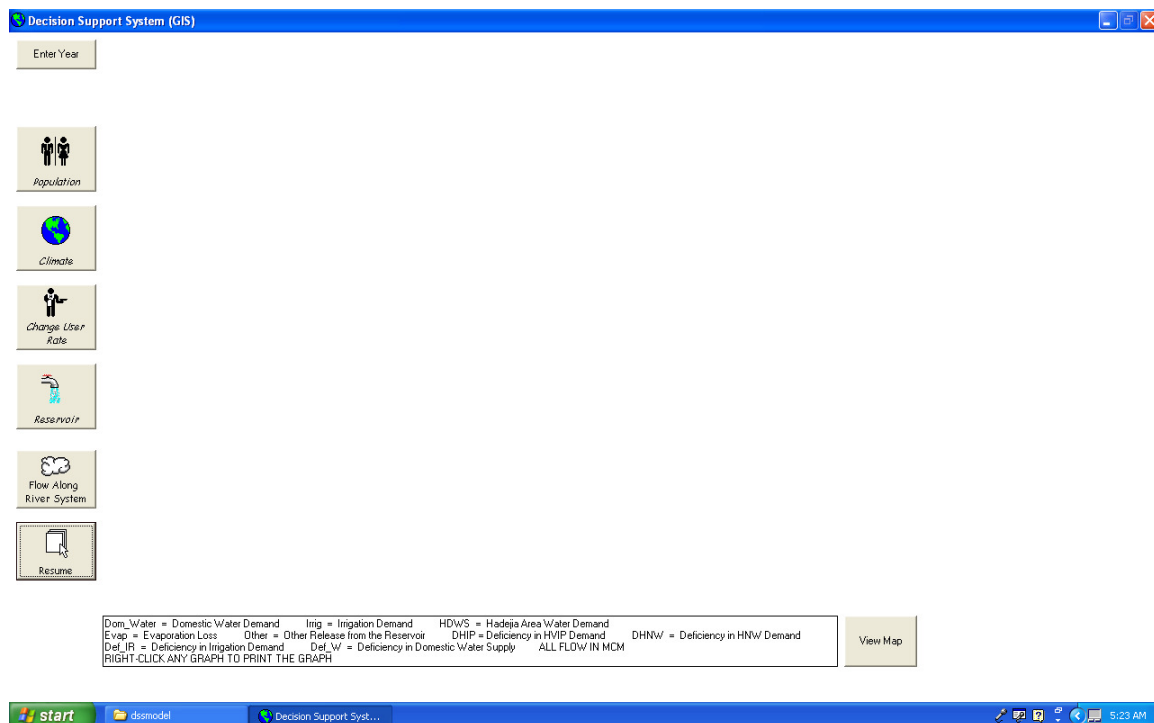 Decision Support System (GIS)
Enter Year
Population
Climate
Change User
Rate
Reservoir
Flow Along
River System
Resume
Dom_Water = Domestic Water Demand Irrig = Irrigation Demand HDWS = Hadejia Area Water Demand
Evap = Evaporation Loss Other = Other Release from the Reservoir DHIP = Deficiency in HVIP Demand DHNW = Deficiency in HNW Demand
Def_IR = Deficiency in Irrigation Demand Def_W = Deficiency in Domestic Water Supply ALL FLOW IN MCM
RIGHT-CLICK ANY GRAPH TO PRINT THE GRAPH
View Map
start dssmodel Decision Support Syst... 5:23 AM